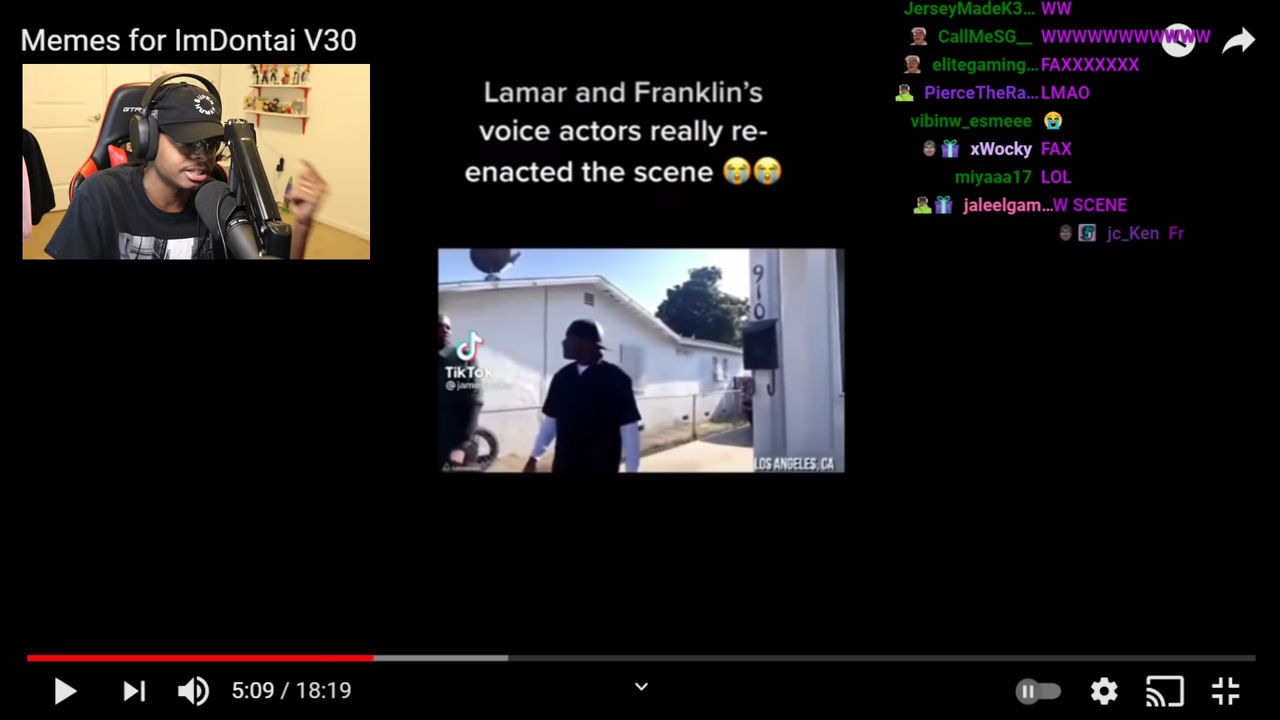 Memes for ImDontai V30
JerseyMadeK3... WW
CallMeSG__ WWWWWWWWWWW
elitegaming... FAXXXXXXX
PierceTheRa... LMAO
vibinw_esmeee 😭
xWocky FAX
miyaaa17 LOL
jaleelgam...W SCENE
jc_Ken Fr
Lamar and Franklin's
voice actors really re-
enacted the scene 😭😭
910
TikTok
LOS ANGELES, CA
5:09 / 18:19